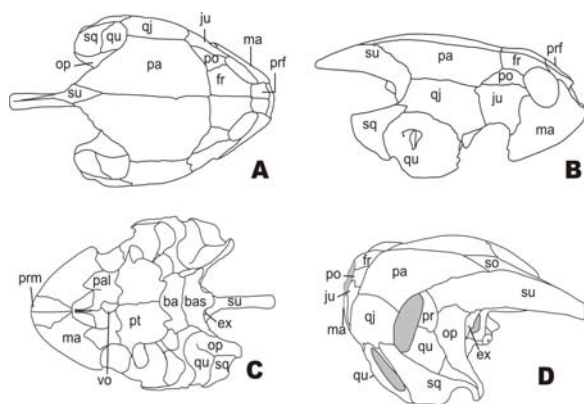 sq qu qj ju
ma
op pa po prf
fr
su
A
su pa fr prf
po
qj ju
sq ma
qu
B
prm pal
ba bas su
ma pt ex
vo op
qu sq
C
fr so
po pa
ju su
ma qj pr op
qu ex
qu sq
D